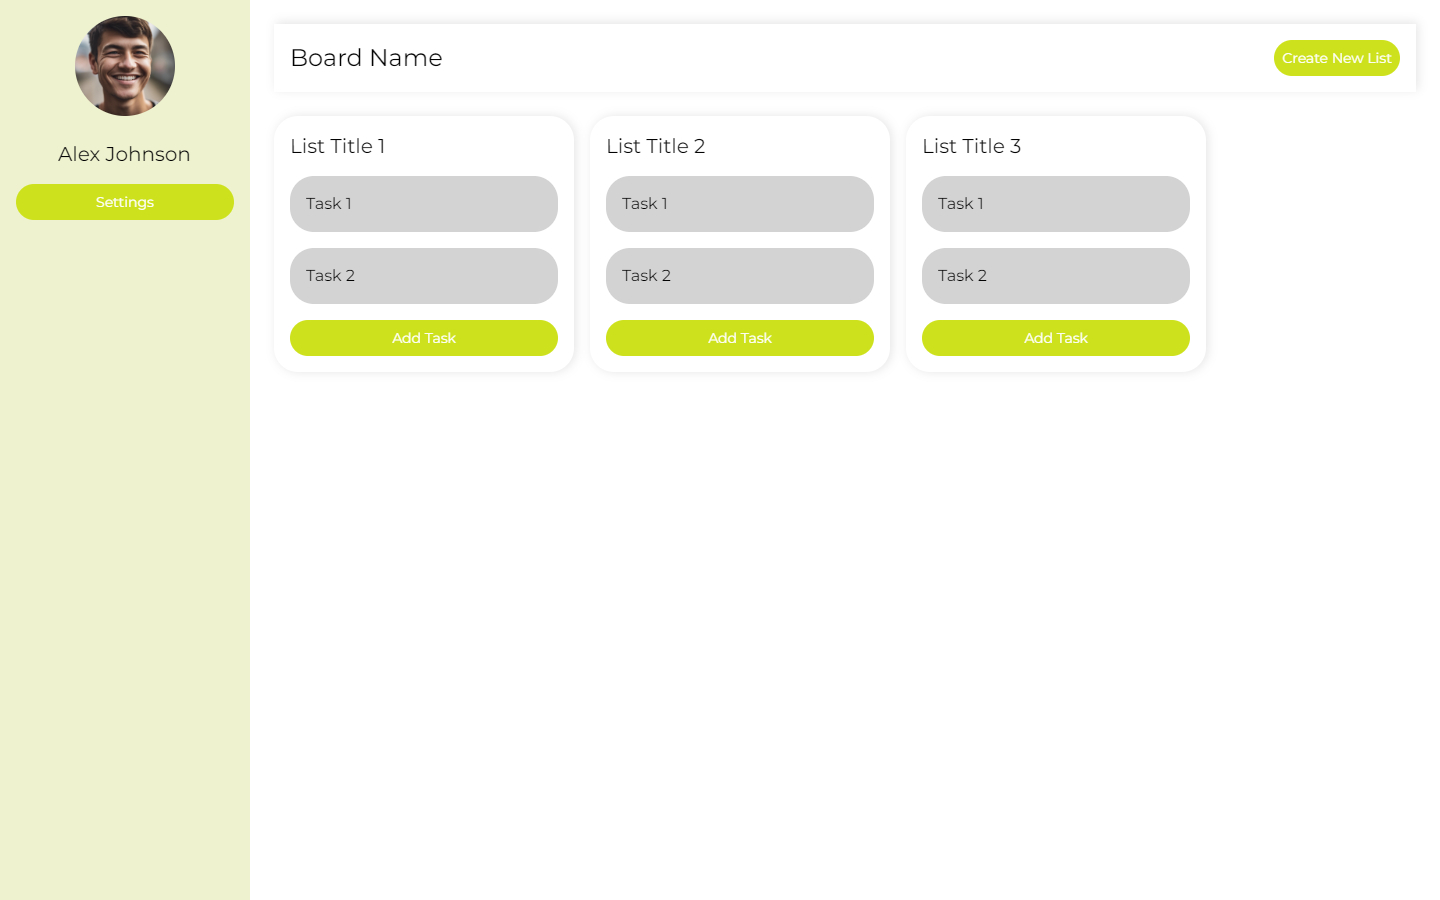 Alex Johnson
Settings
Board Name
Create New List
List Title 1
Task 1
Task 2
Add Task
List Title 2
Task 1
Task 2
Add Task
List Title 3
Task 1
Task 2
Add Task